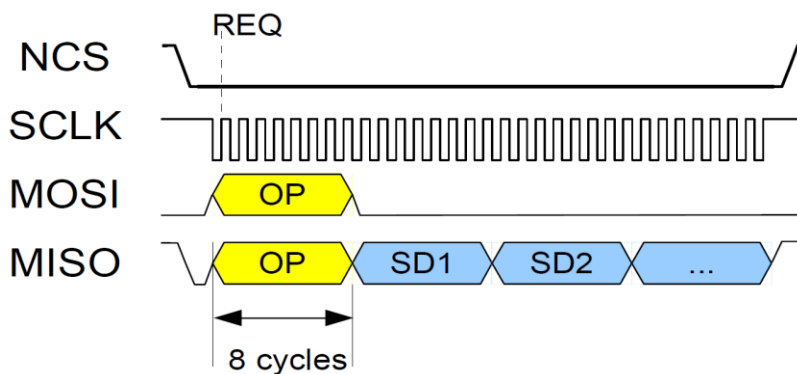 REQ
NCS
SCLK
MOSI OP
MISO OP SD1 SD2 ...
8 cycles